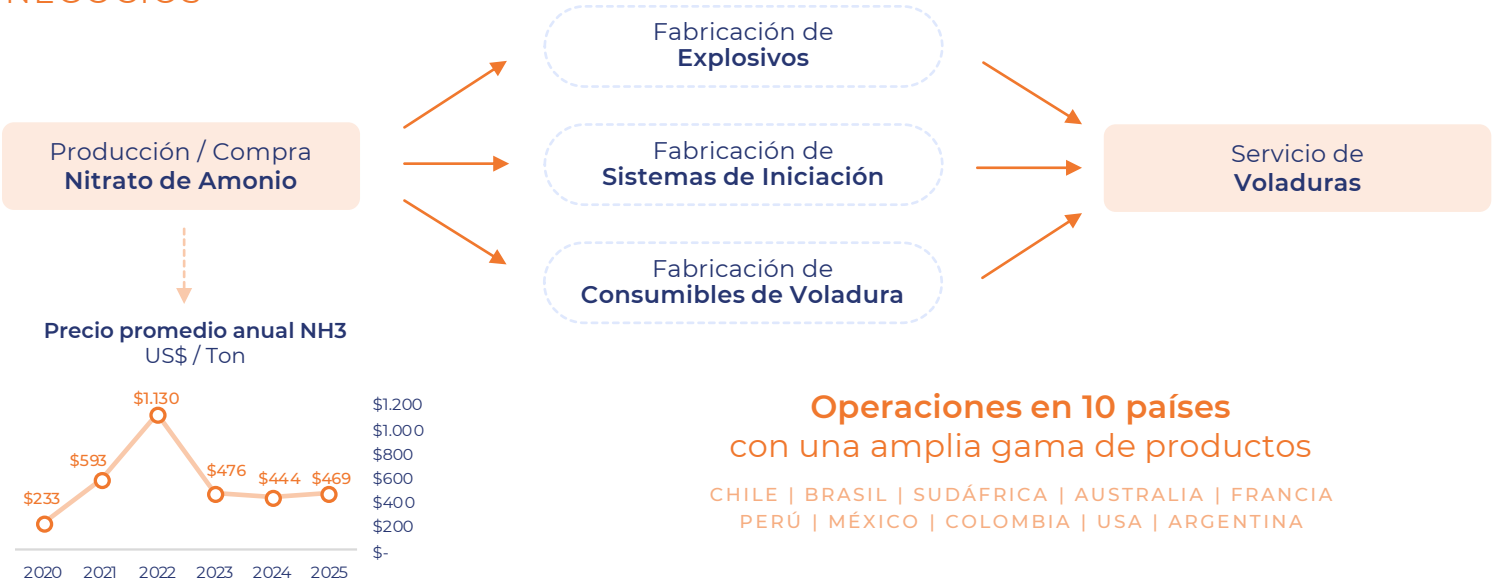 NEGOCIOS
Fabricación de
Explosivos
Producción / Compra
Nitrato de Amonio
Fabricación de
Sistemas de Iniciación
Servicio de
Voladuras
Fabricación de
Consumibles de Voladura
Precio promedio anual NH3
US$ / Ton
$233
$593
$1.130
$476
$444
$469
$1.200
$1.000
$800
$600
$400
$200
$-
2020 2021 2022 2023 2024 2025
Operaciones en 10 países
con una amplia gama de productos
CHILE | BRASIL | SUDÁFRICA | AUSTRALIA | FRANCIA
PERÚ | MÉXICO | COLOMBIA | USA | ARGENTINA